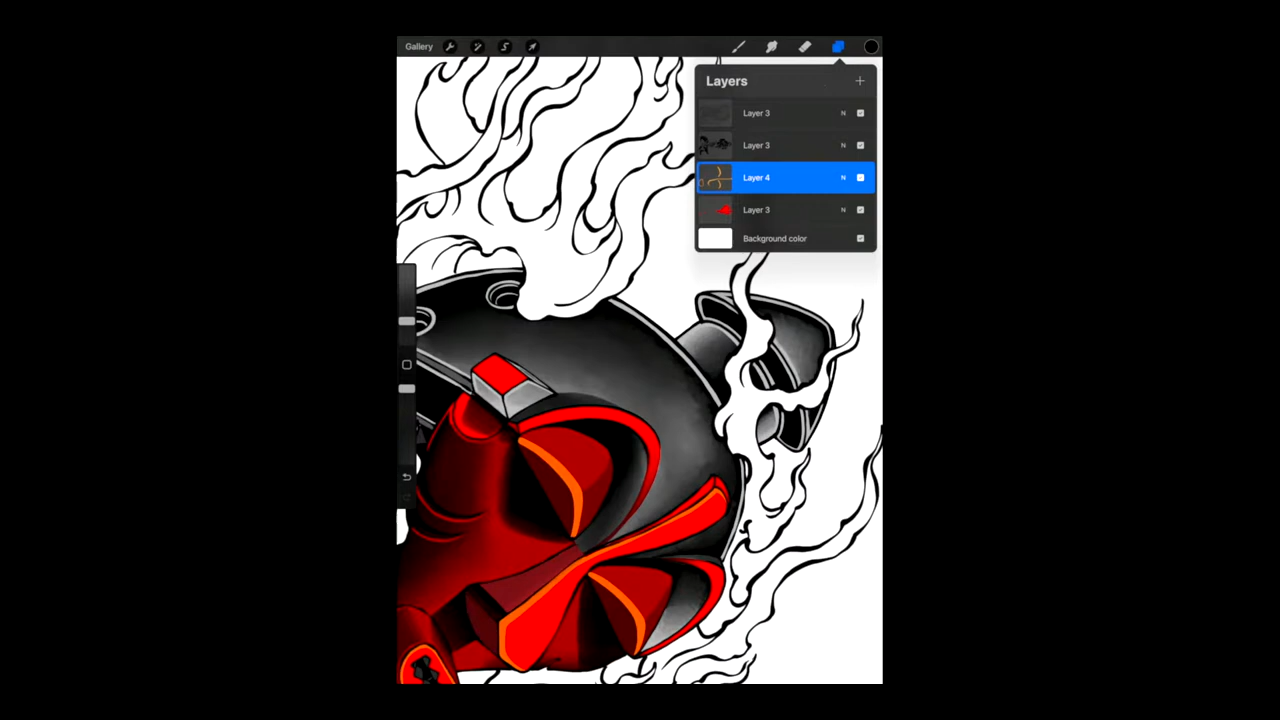 Gallery
Layers
Layer 3 N
Layer 3 N
Layer 4 N
Layer 3 N
Background color